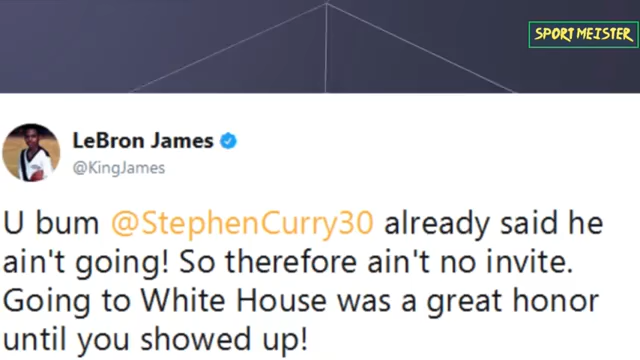 SPORT MEISTER
LeBron James
@KingJames
U bum @StephenCurry30 already said he
ain't going! So therefore ain't no invite.
Going to White House was a great honor
until you showed up!